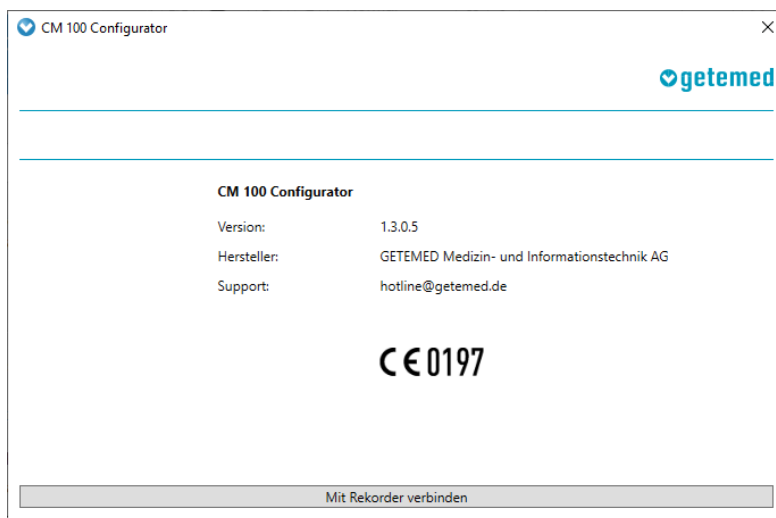 CM 100 Configurator
getemed
CM 100 Configurator
Version: 1.3.0.5
Hersteller: GETEMED Medizin- und Informationstechnik AG
Support: hotline@getemed.de
CE 0197
Mit Rekorder verbinden